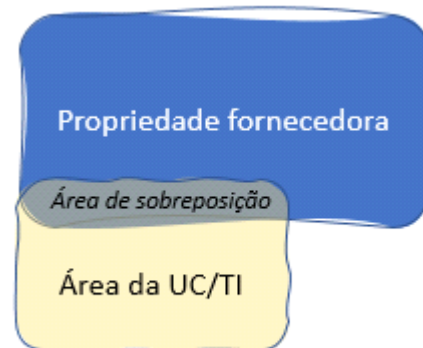 Propriedade fornecedora
Área de sobreposição
Área da UC/TI